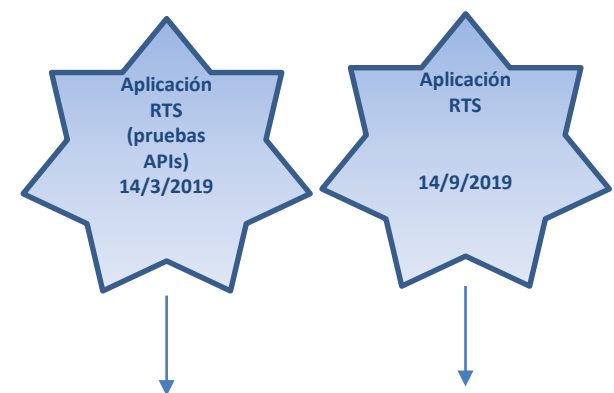 Aplicación
RTS
(pruebas
APIs)
14/3/2019
Aplicación
RTS
14/9/2019